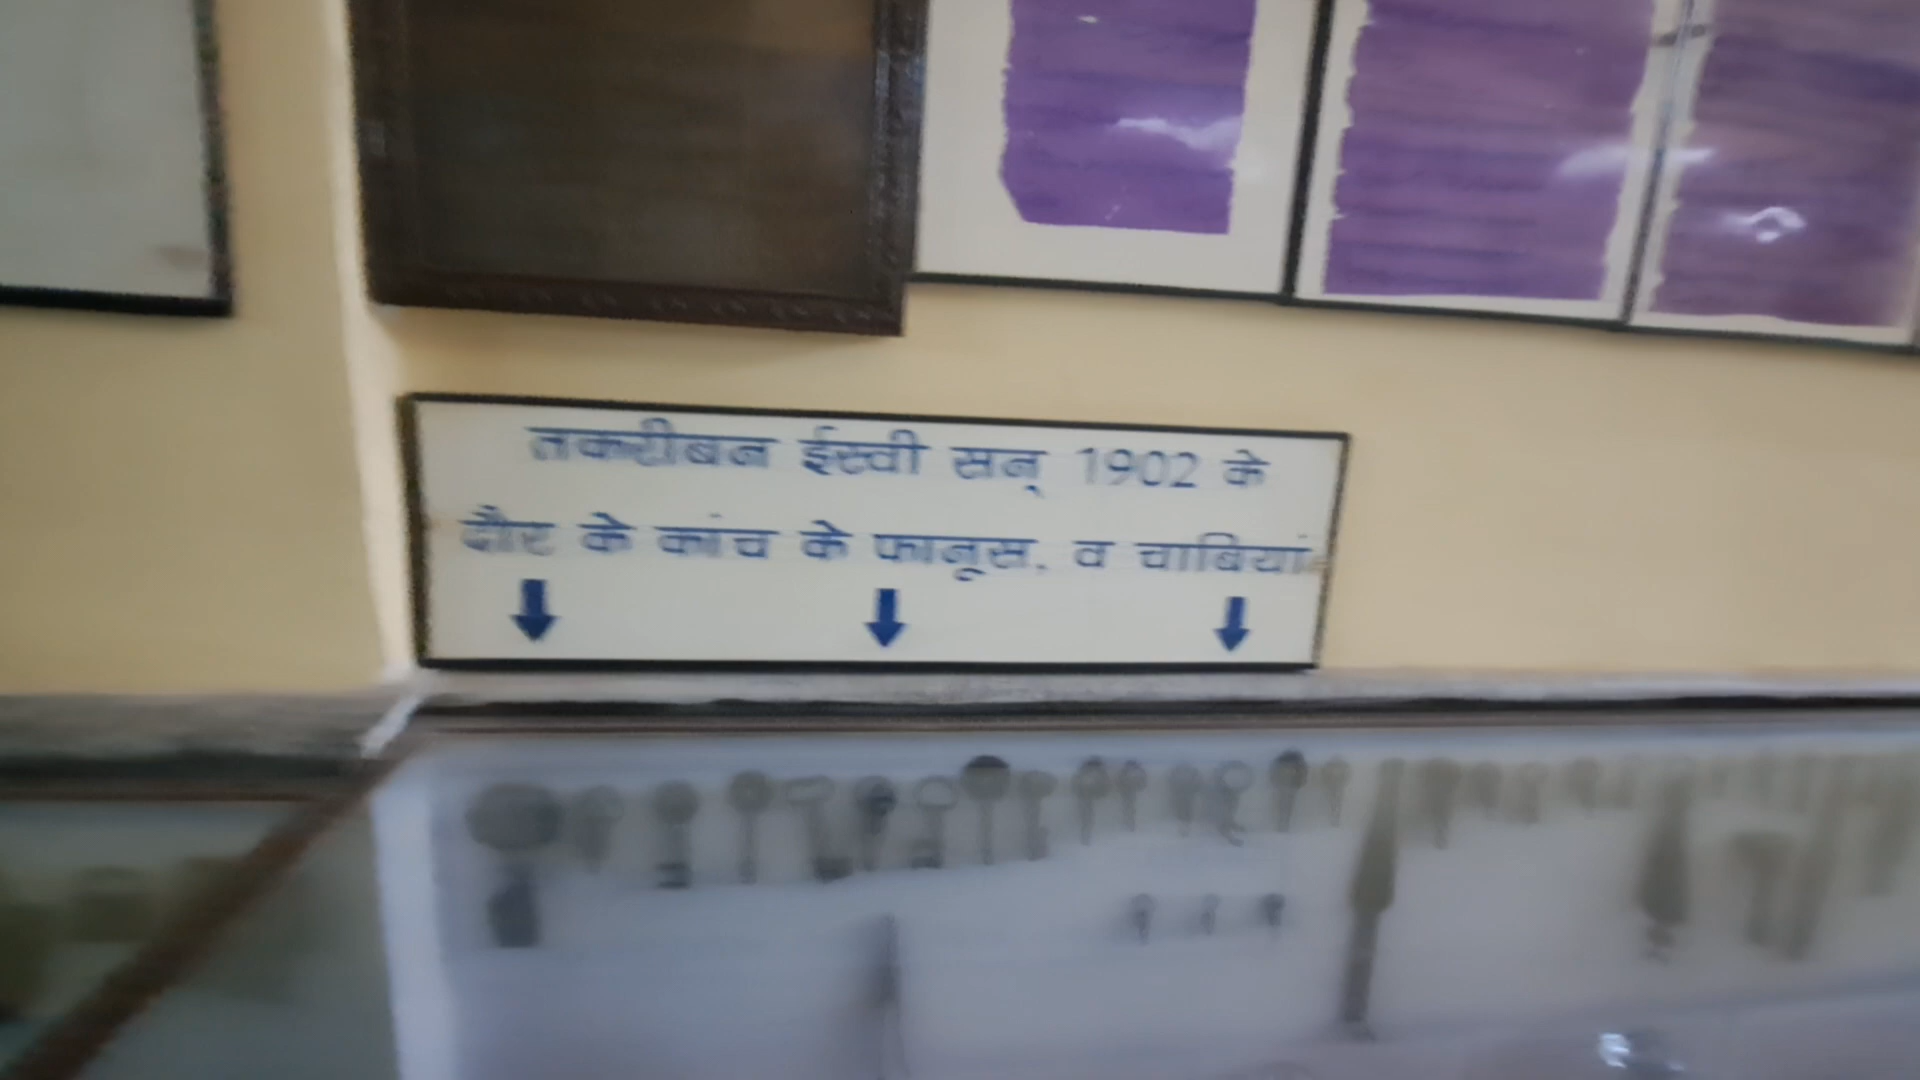 तकरीबन ईस्वी सन् 1902 के
दौर के कांच के फानूस, व चाबियां